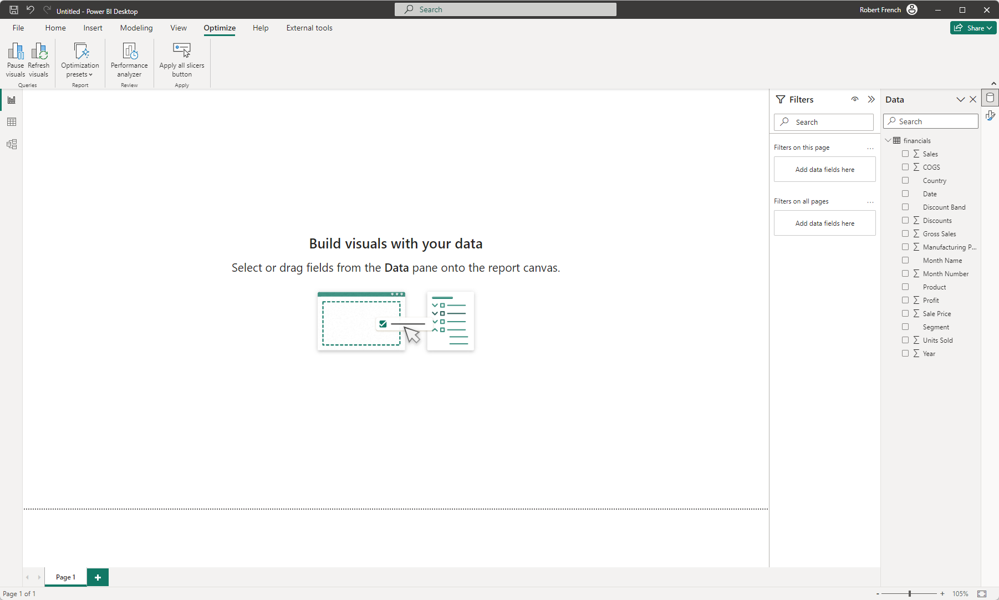 Untitled - Power BI Desktop
Search
Robert French
File
Home
Insert
Modeling
View
Optimize
Help
External tools
Share
Pause visuals
Refresh visuals
Queries
Optimization presets
Report
Performance analyzer
Review
Apply all slicers button
Apply
Filters
Search
Filters on this page
...
Add data fields here
Filters on all pages
...
Add data fields here
Data
Search
financials
Sales
COGS
Country
Date
Discount Band
Discounts
Gross Sales
Manufacturing P...
Month Name
Month Number
Product
Profit
Sale Price
Segment
Units Sold
Year
Build visuals with your data
Select or drag fields from the Data pane onto the report canvas.
Page 1
Page 1 of 1
- + 105%